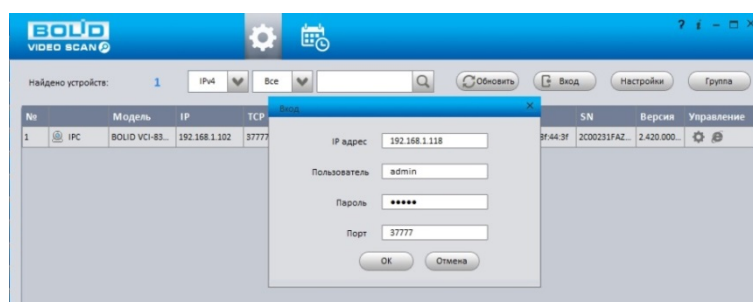 BOLID
VIDEO SCAN
Найдено устройств: 1 IPv4 Все Обновить Вход Настройки Группа
№ Модель IP TCP SN Версия Управление
1 IPC BOLID VCI-83... 192.168.1.102 37777 3f:44:3f 2C00231FAZ... 2.420.000...
Вход
IP адрес 192.168.1.118
Пользователь admin
Пароль •••••
Порт 37777
OK Отмена